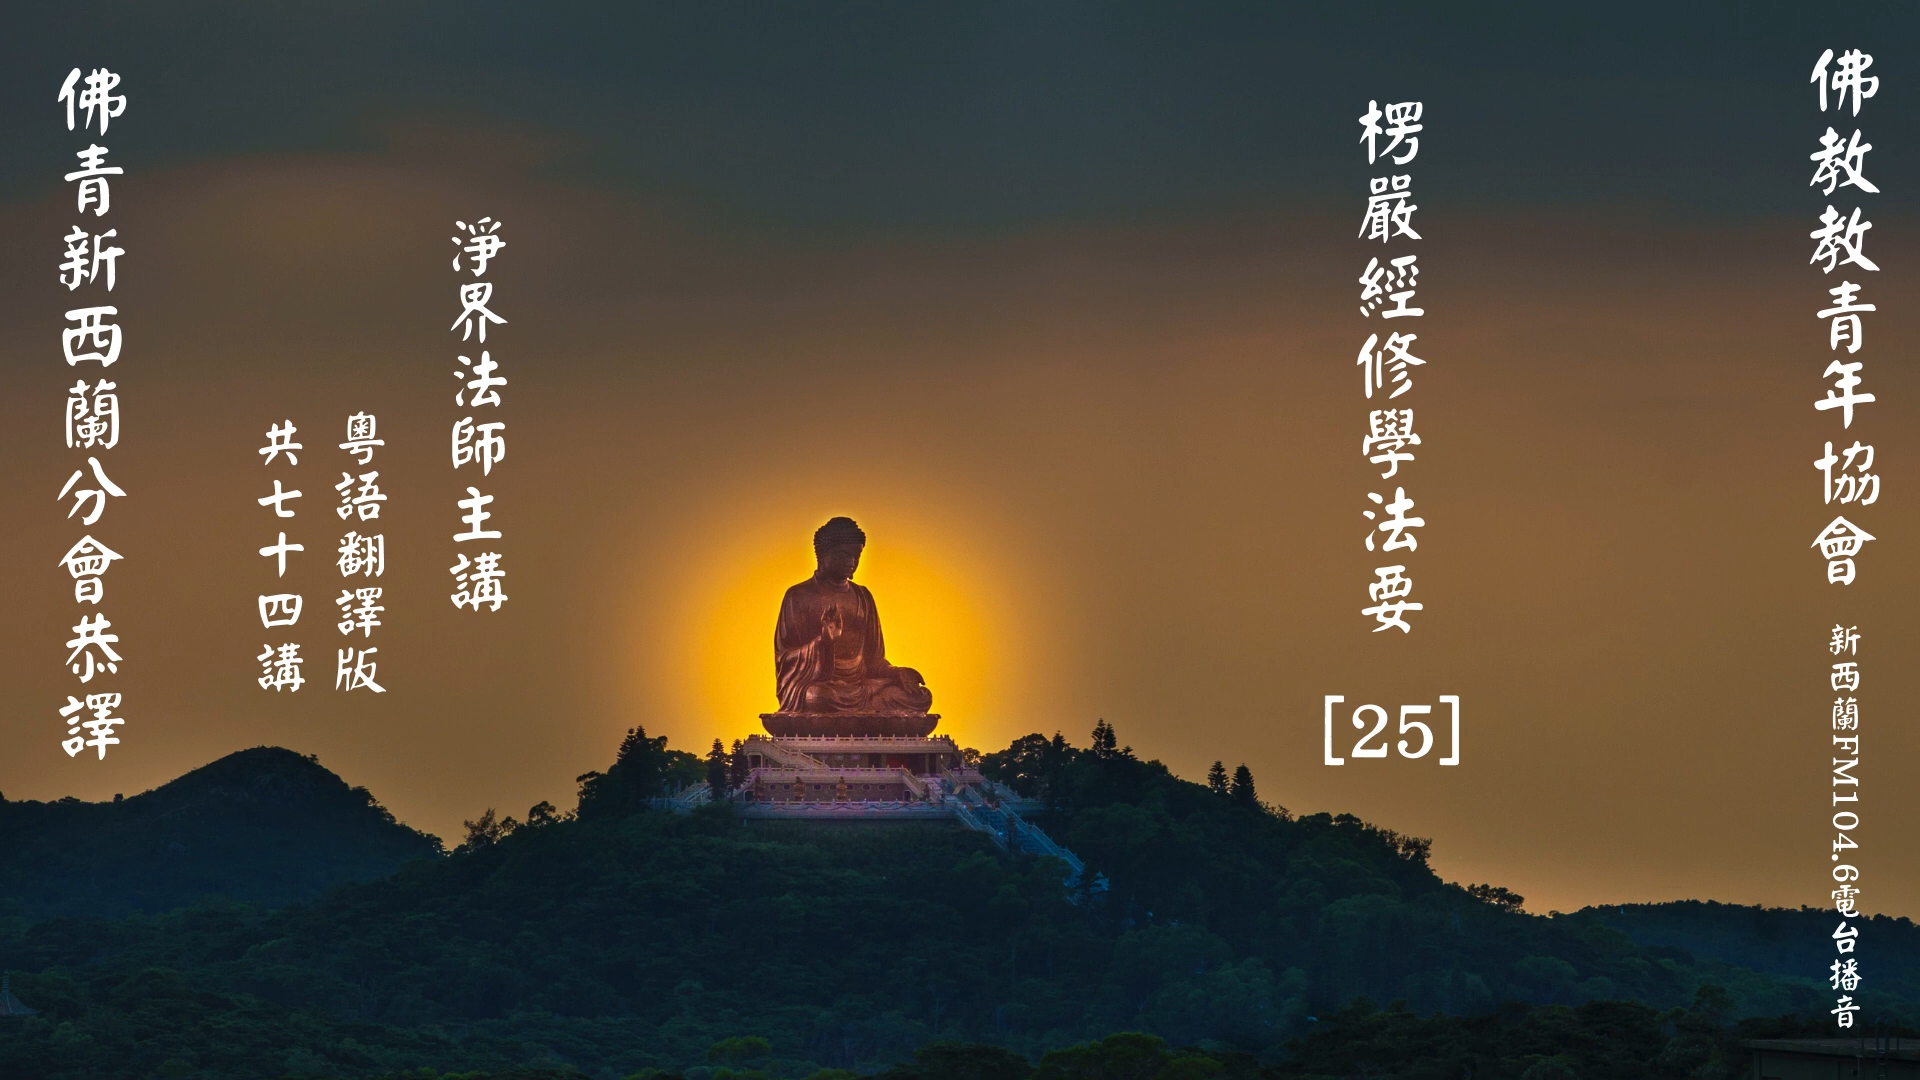 佛教教青年協會 新西蘭FM104.6電台播音
楞嚴經修學法要 [25]
淨界法師主講
粵語翻譯版
共七十四講
佛青新西蘭分會恭譯